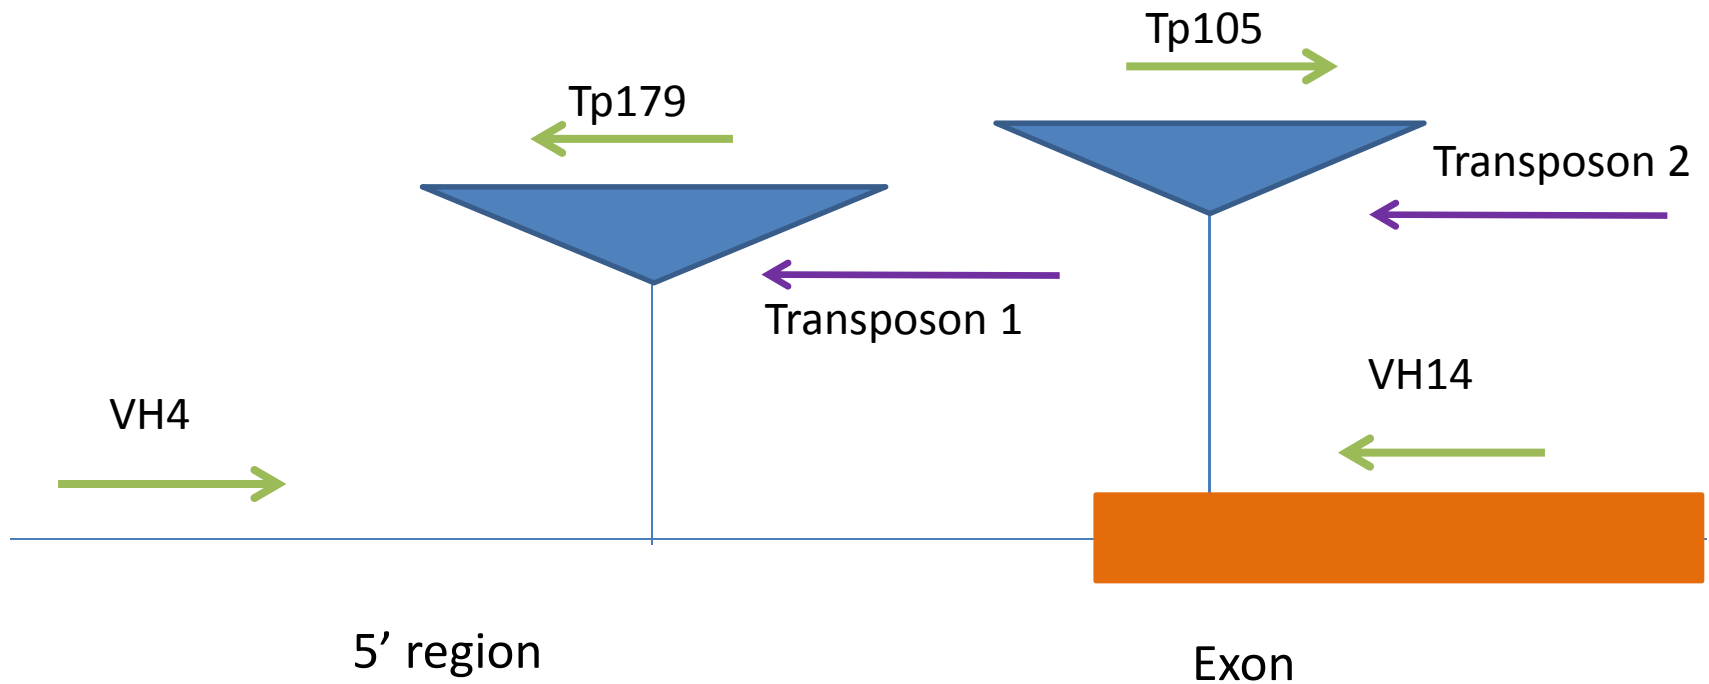 Tp105
Tp179
Transposon 2
Transposon 1
VH14
VH4
5’ region
Exon